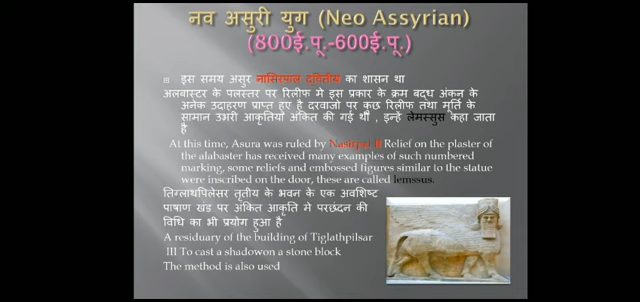 नव असुरी युग (Neo Assyrian)
(800ई.पू.-600ई.पू.)
इस समय असुर नासिरपाल द्वितीय का शासन था
अलबास्टर के पलस्तर पर रिलीफ मे इस प्रकार के क्रम बद्ध अंकन के
अनेक उदाहरण प्राप्त हुए है दरवाजो पर कुछ रिलीफ तथा मूर्ति के
सामान उभरी आकृतिया अंकित की गई थी , इन्हे लेमस्सुस कहा जाता
है
At this time, Asura was ruled by Nasirpal II Relief on the plaster of
the alabaster has received many examples of such numbered
marking, some reliefs and embossed figures similar to the statue
were inscribed on the door, these are called lemssus.
तिग्लाथपिलेसर तृतीय के भवन के एक अवशिष्ट
पाषाण खंड पर अंकित आकृति मे परछंदन की
विधि का भी प्रयोग हुआ है
A residuary of the building of Tiglathpilsar
III To cast a shadowon a stone block
The method is also used